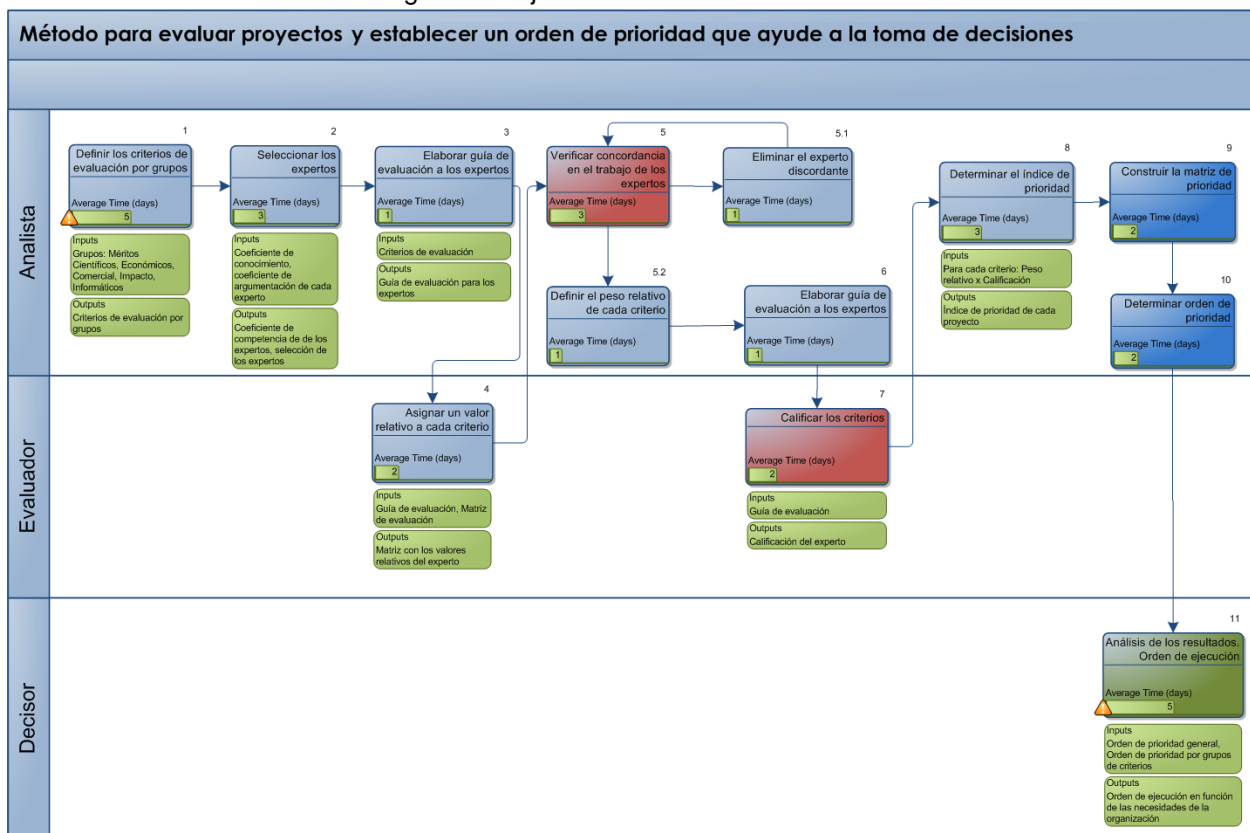 Método para evaluar proyectos y establecer un orden de prioridad que ayude a la toma de decisiones
Analista
1
Definir los criterios de
evaluación por grupos
Average Time (days)
5
Inputs
Grupos: Méritos
Científicos, Económicos,
Comercial, Impacto,
Informáticos
Outputs
Criterios de evaluación por
grupos
2
Seleccionar los
expertos
Average Time (days)
3
Inputs
Coeficiente de
conocimiento,
coeficiente de
argumentación de cada
experto
Outputs
Coeficiente de
competencia de de los
expertos, selección de
los expertos
3
Elaborar guía de
evaluación a los expertos
Average Time (days)
1
Inputs
Criterios de evaluación
Outputs
Guía de evaluación para los
expertos
5
Verificar concordancia
en el trabajo de los
expertos
Average Time (days)
3
5.1
Eliminar el experto
discordante
Average Time (days)
1
5.2
Definir el peso relativo
de cada criterio
Average Time (days)
1
6
Elaborar guía de
evaluación a los expertos
Average Time (days)
1
8
Determinar el índice de
prioridad
Average Time (days)
3
Inputs
Para cada criterio: Peso
relativo x Calificación
Outputs
Índice de prioridad de cada
proyecto
9
Construir la matriz de
prioridad
Average Time (days)
2
10
Determinar orden de
prioridad
Average Time (days)
2
Evaluador
4
Asignar un valor
relativo a cada criterio
Average Time (days)
2
Inputs
Guía de evaluación, Matriz
de evaluación
Outputs
Matriz con los valores
relativos del experto
7
Calificar los criterios
Average Time (days)
2
Inputs
Guía de evaluación
Outputs
Calificación del experto
Decisor
11
Análisis de los resultados.
Orden de ejecución
Average Time (days)
5
Inputs
Orden de prioridad general,
Orden de prioridad por grupos
de criterios
Outputs
Orden de ejecución en función
de las necesidades de la
organización